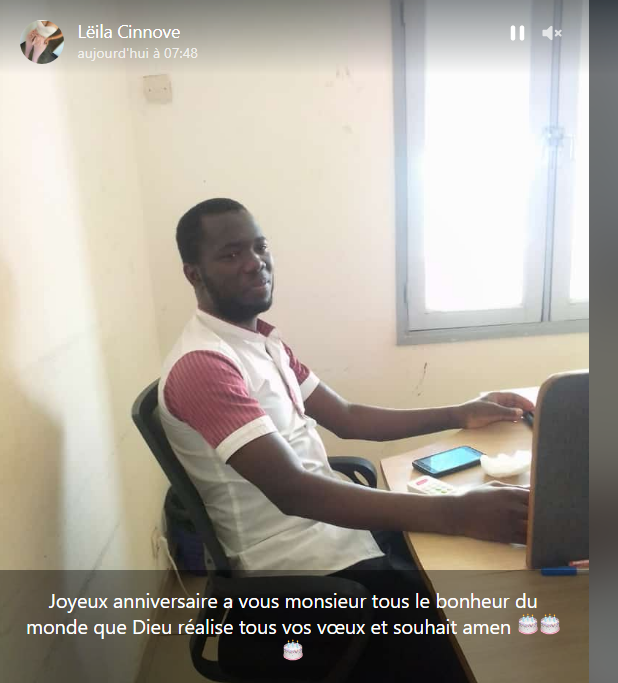 Lëila Cinnove
aujourd'hui à 07:48
Joyeux anniversaire a vous monsieur tous le bonheur du
monde que Dieu réalise tous vos vœux et souhait amen 🎂🎂
🎂